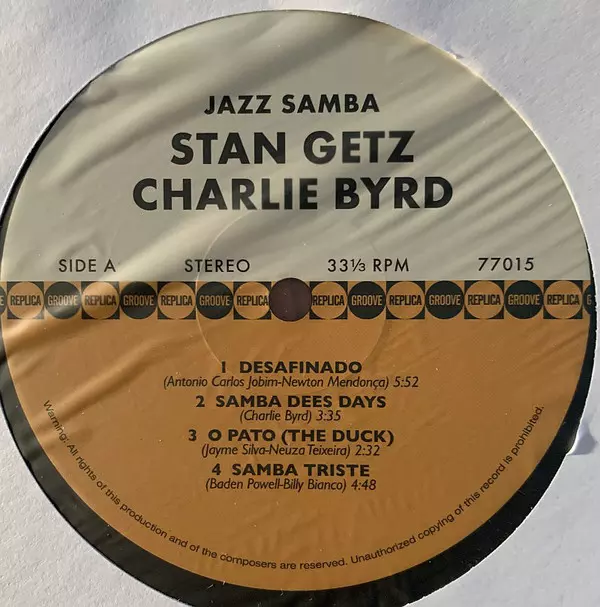 JAZZ SAMBA
STAN GETZ
CHARLIE BYRD
SIDE A STEREO 33⅓ RPM 77015
REPLICA GROOVE REPLICA GROOVE REPLICA GROOVE REPLICA REPLICA GROOVE REPLICA GROOVE REPLICA GROOVE REPLICA
1 DESAFINADO
(Antonio Carlos Jobim-Newton Mendonça) 5:52
2 SAMBA DEES DAYS
(Charlie Byrd) 3:35
3 O PATO (THE DUCK)
(Jayme Silva-Neuza Teixeira) 2:32
4 SAMBA TRISTE
(Baden Powell-Billy Bianco) 4:48
Warning: All rights of this production and of the composers are reserved. Unauthorized copying of this record is prohibited.